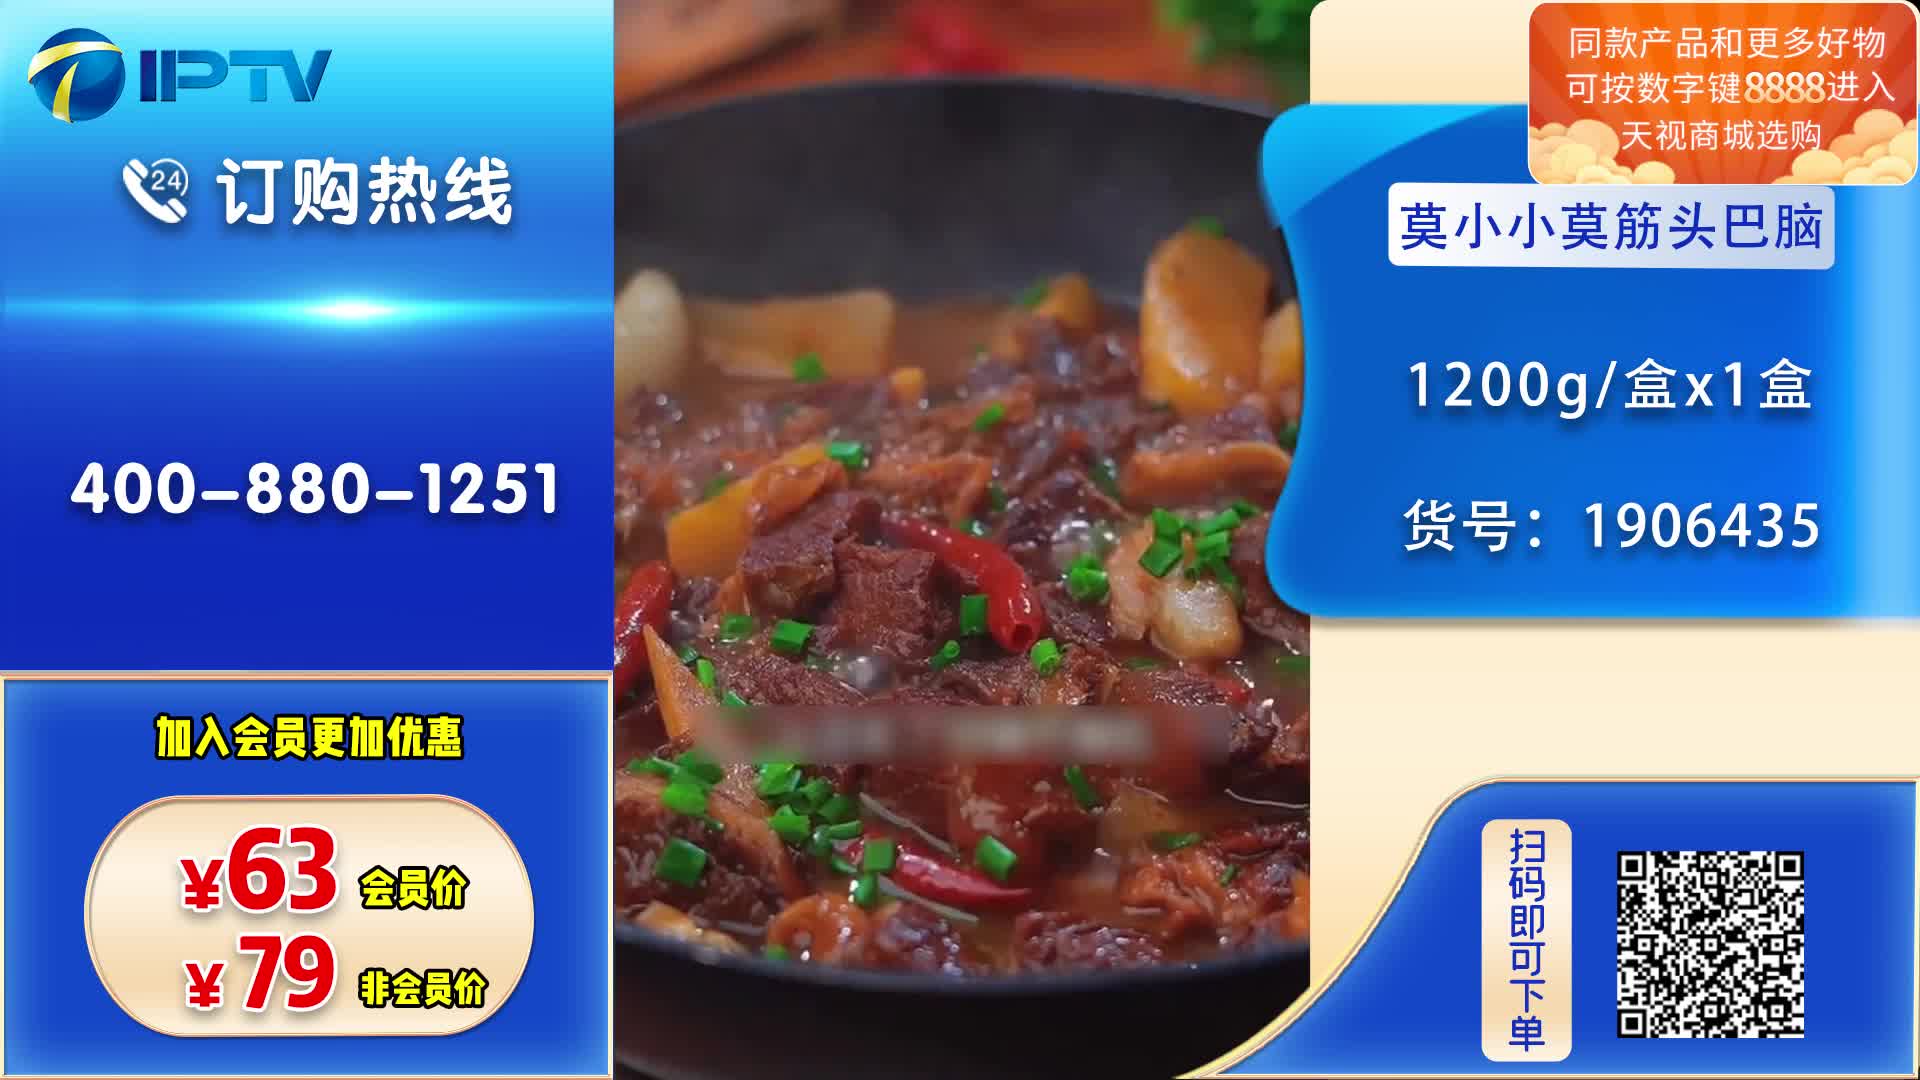 IPTV
24
订购热线
400-880-1251
加入会员更加优惠
¥63 会员价
¥79 非会员价
同款产品和更多好物
可按数字键8888进入
天视商城选购
莫小小莫筋头巴脑
1200g/盒x1盒
货号：1906435
扫码即可下单